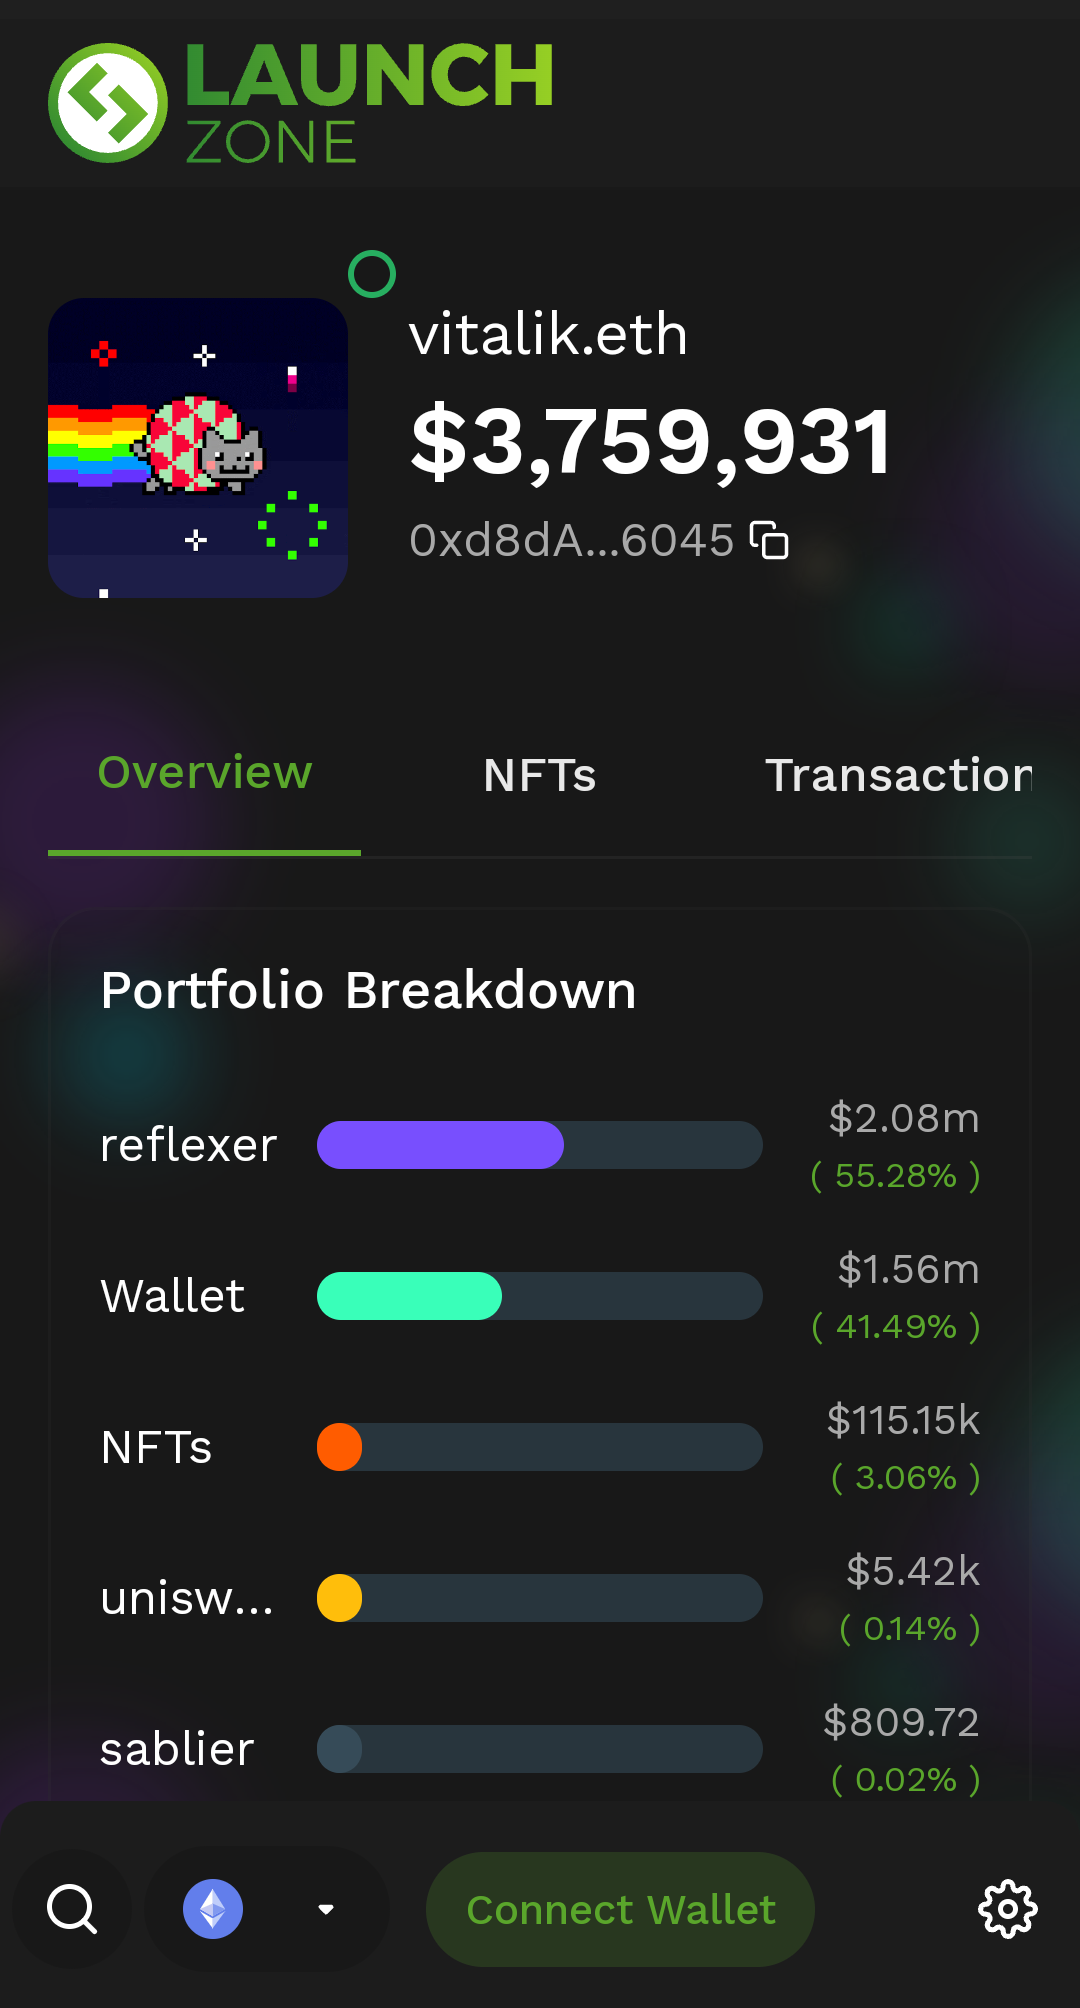 LAUNCH
ZONE
vitalik.eth
$3,759,931
0xd8dA...6045
Overview NFTs Transaction
Portfolio Breakdown
reflexer $2.08m
( 55.28% )
Wallet $1.56m
( 41.49% )
NFTs $115.15k
( 3.06% )
unisw... $5.42k
( 0.14% )
sablier $809.72
( 0.02% )
Connect Wallet